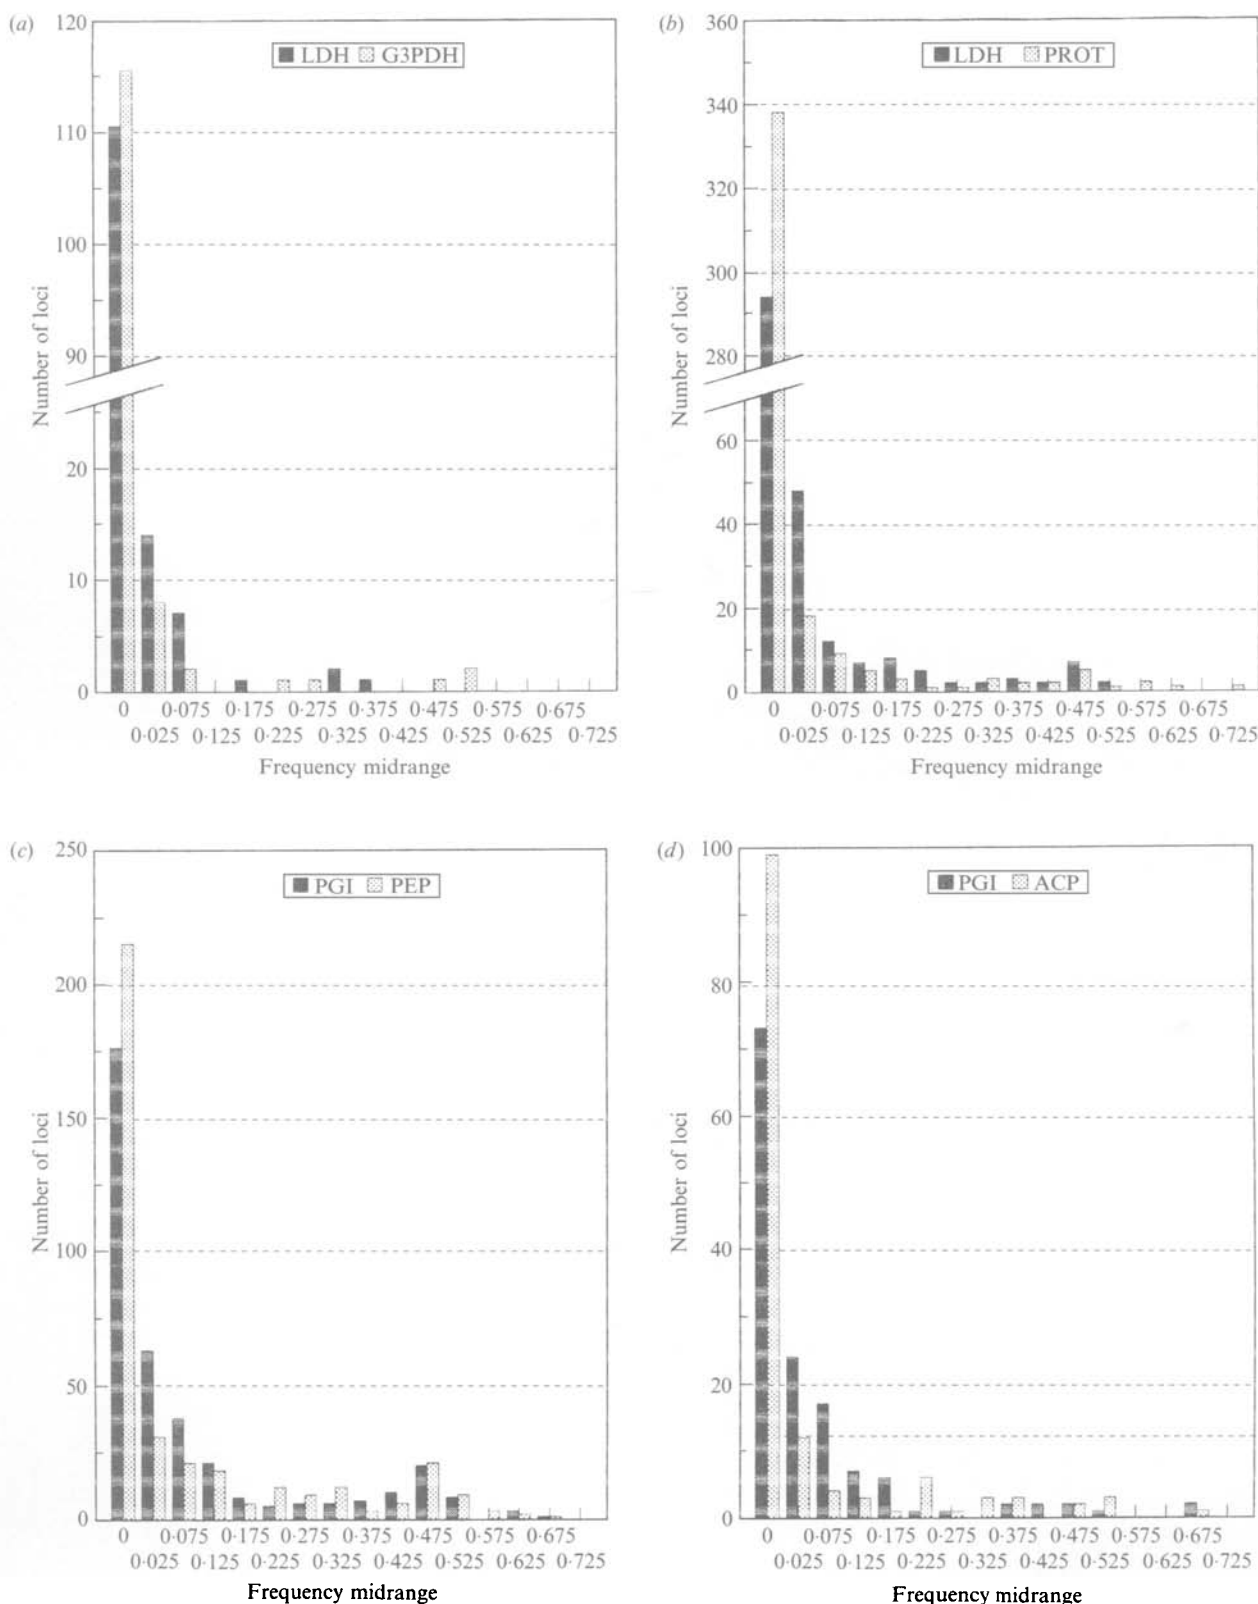 (a)
120
110
100
90
20
10
0
Number of loci
LDH G3PDH
0 0·075 0·175 0·275 0·375 0·475 0·575 0·675
0·025 0·125 0·225 0·325 0·425 0·525 0·625 0·725
Frequency midrange
(b)
360
340
320
300
280
60
40
20
0
Number of loci
LDH PROT
0 0·075 0·175 0·275 0·375 0·475 0·575 0·675
0·025 0·125 0·225 0·325 0·425 0·525 0·625 0·725
Frequency midrange
(c)
250
200
150
100
50
0
Number of loci
PGI PEP
0 0·075 0·175 0·275 0·375 0·475 0·575 0·675
0·025 0·125 0·225 0·325 0·425 0·525 0·625 0·725
Frequency midrange
(d)
100
80
60
40
20
0
Number of loci
PGI ACP
0 0·075 0·175 0·275 0·375 0·475 0·575 0·675
0·025 0·125 0·225 0·325 0·425 0·525 0·625 0·725
Frequency midrange